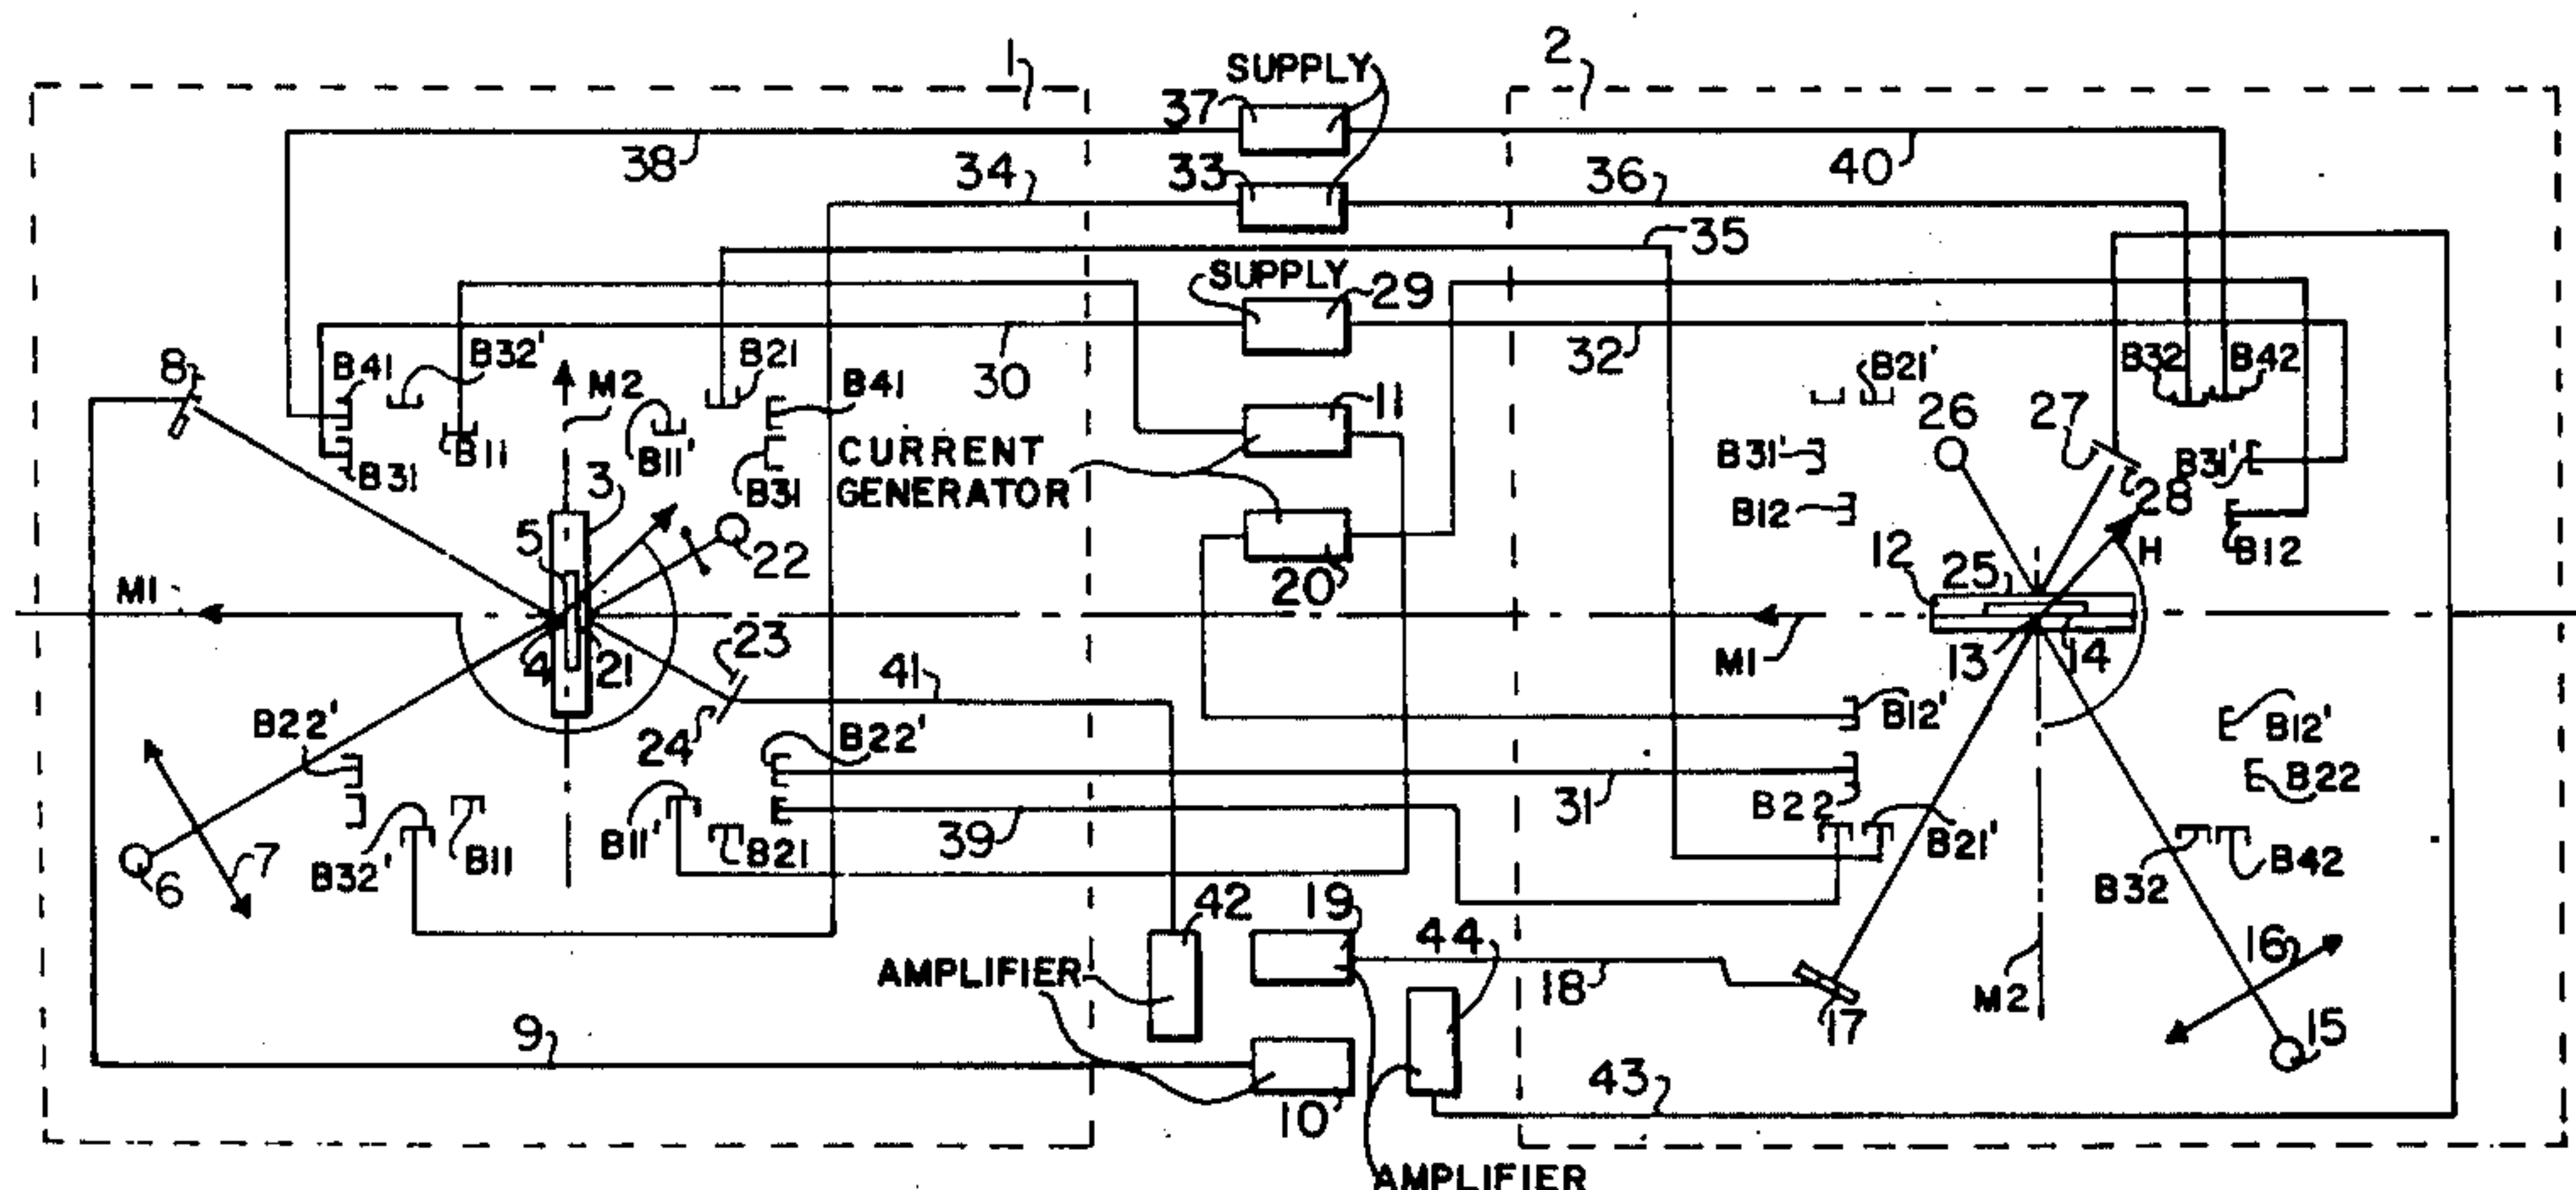 1
2
SUPPLY
37
38
40
34
33
36
35
SUPPLY
29
30
32
8
B41
B32'
M2
B21
B41
B11
B11'
B31
B31
11
CURRENT
GENERATOR
20
B21'
B32
B42
26
27
B31'
B31'
28
B12
B12
H
3
5
22
12
25
M1
4
21
23
41
24
M1
13
14
B12'
B12'
B22'
B22'
B22
B22
31
39
B21'
B32'
B11
B11'
B21
B32
B42
6
7
42
19
44
16
AMPLIFIER
18
17
M2
15
9
10
43
AMPLIFIER